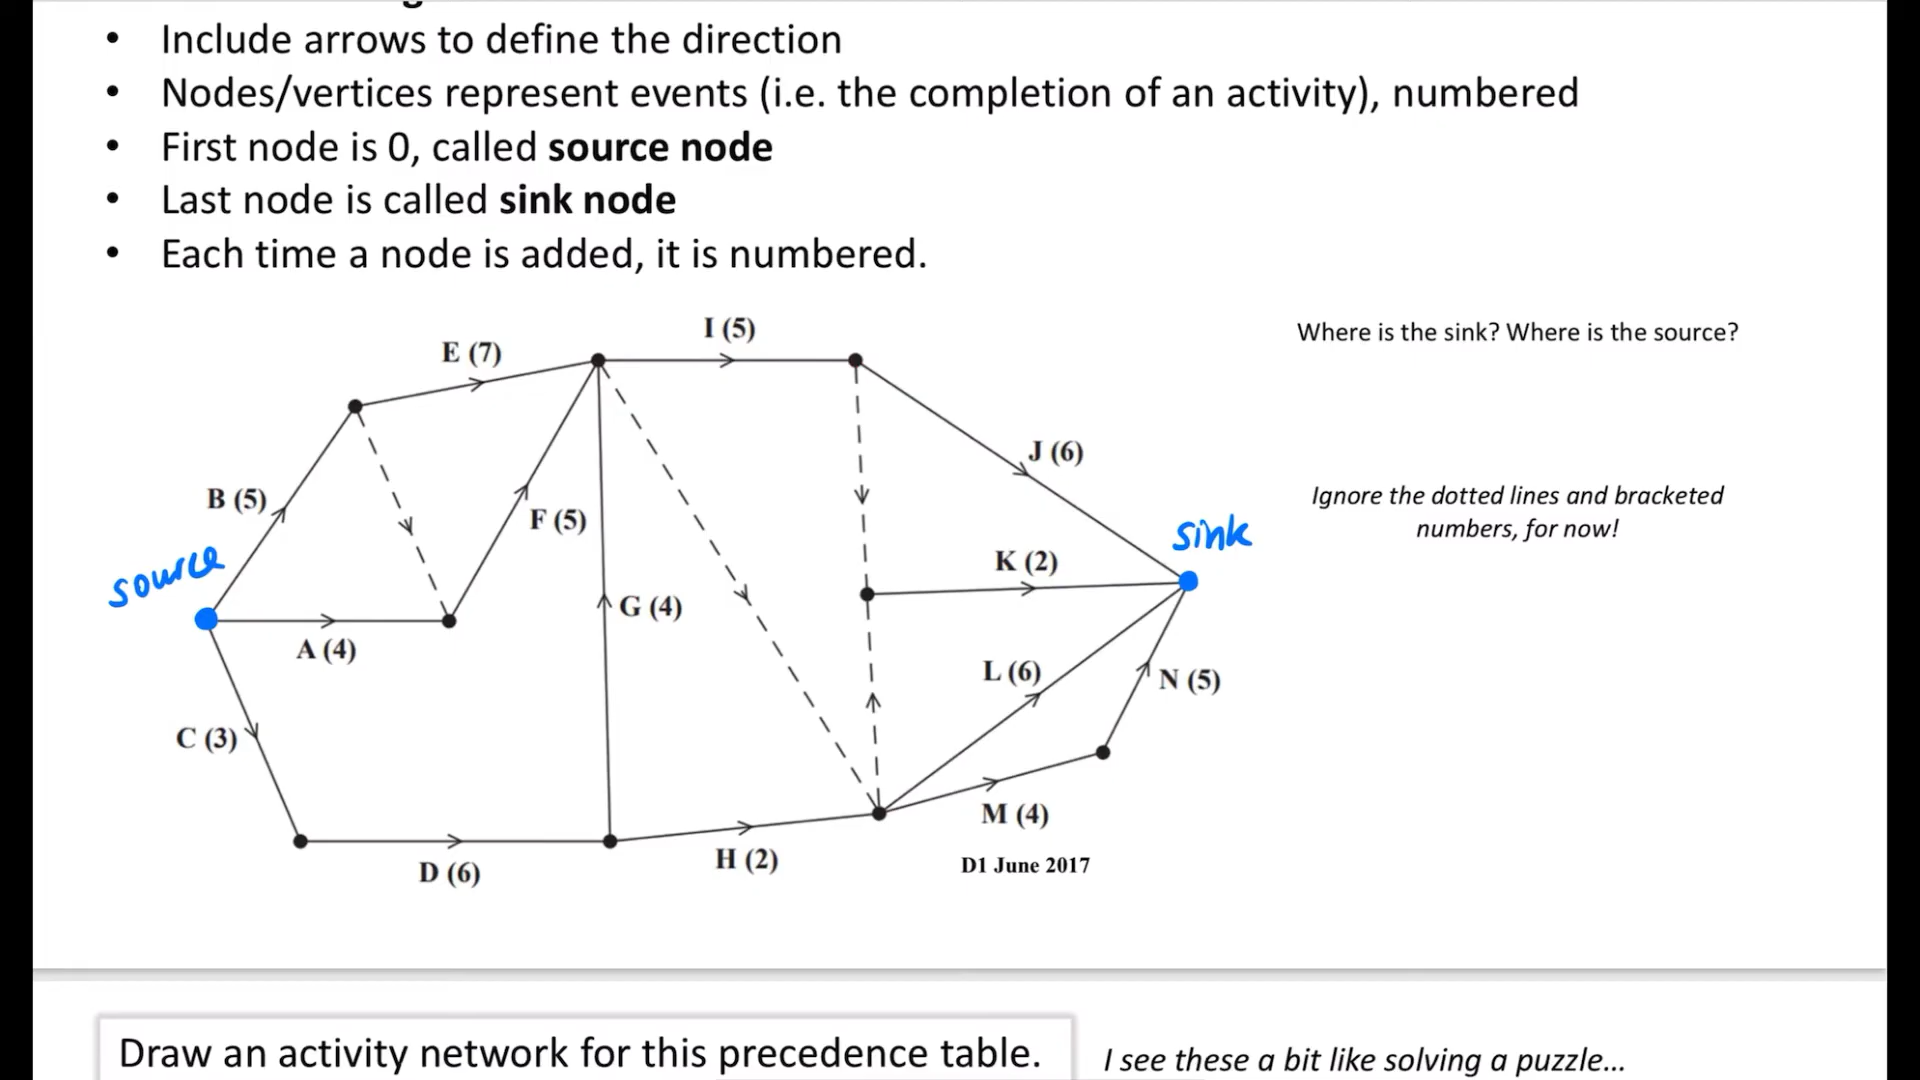 • Include arrows to define the direction
• Nodes/vertices represent events (i.e. the completion of an activity), numbered
• First node is 0, called source node
• Last node is called sink node
• Each time a node is added, it is numbered.
I (5)
Where is the sink? Where is the source?
E (7)
J (6)
B (5)
Ignore the dotted lines and bracketed
numbers, for now!
F (5)
sink
source
K (2)
G (4)
A (4)
L (6)
N (5)
C (3)
M (4)
H (2)
D1 June 2017
D (6)
Draw an activity network for this precedence table.
I see these a bit like solving a puzzle...